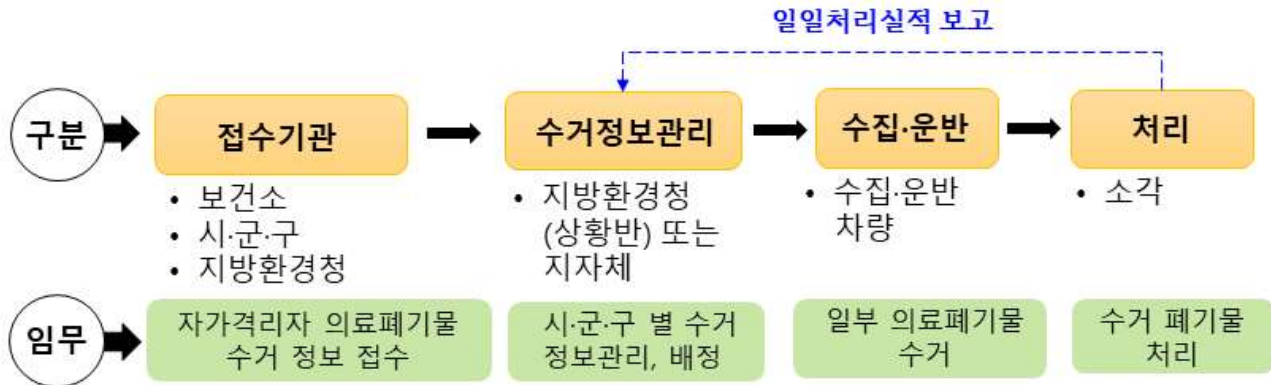 일일처리실적 보고
구분
접수기관
수거정보관리
수집·운반
처리
• 보건소
• 시·군·구
• 지방환경청
• 지방환경청
(상황반) 또는
지자체
• 수집·운반
차량
• 소각
임무
자가격리자 의료폐기물
수거 정보 접수
시·군·구 별 수거
정보관리, 배정
일부 의료폐기물
수거
수거 폐기물
처리